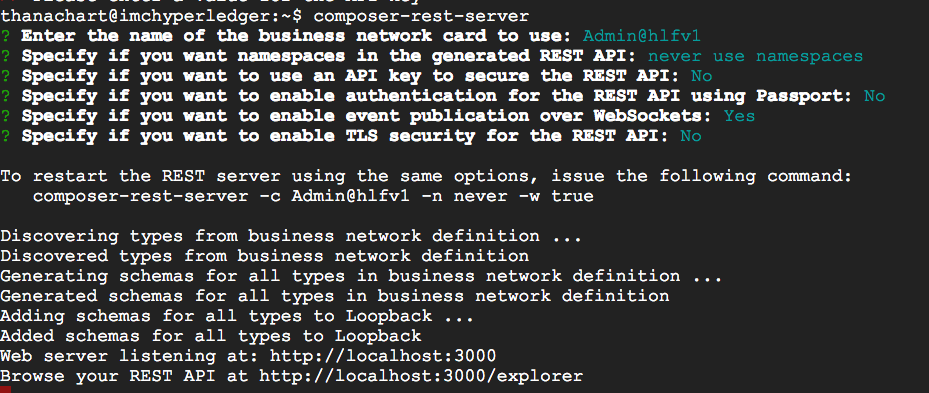 thanachart@imchyperledger:~$ composer-rest-server
? Enter the name of the business network card to use: Admin@hlfv1
? Specify if you want namespaces in the generated REST API: never use namespaces
? Specify if you want to use an API key to secure the REST API: No
? Specify if you want to enable authentication for the REST API using Passport: No
? Specify if you want to enable event publication over WebSockets: Yes
? Specify if you want to enable TLS security for the REST API: No
To restart the REST server using the same options, issue the following command:
composer-rest-server -c Admin@hlfv1 -n never -w true
Discovering types from business network definition ...
Discovered types from business network definition
Generating schemas for all types in business network definition ...
Generated schemas for all types in business network definition
Adding schemas for all types to Loopback ...
Added schemas for all types to Loopback
Web server listening at: http://localhost:3000
Browse your REST API at http://localhost:3000/explorer